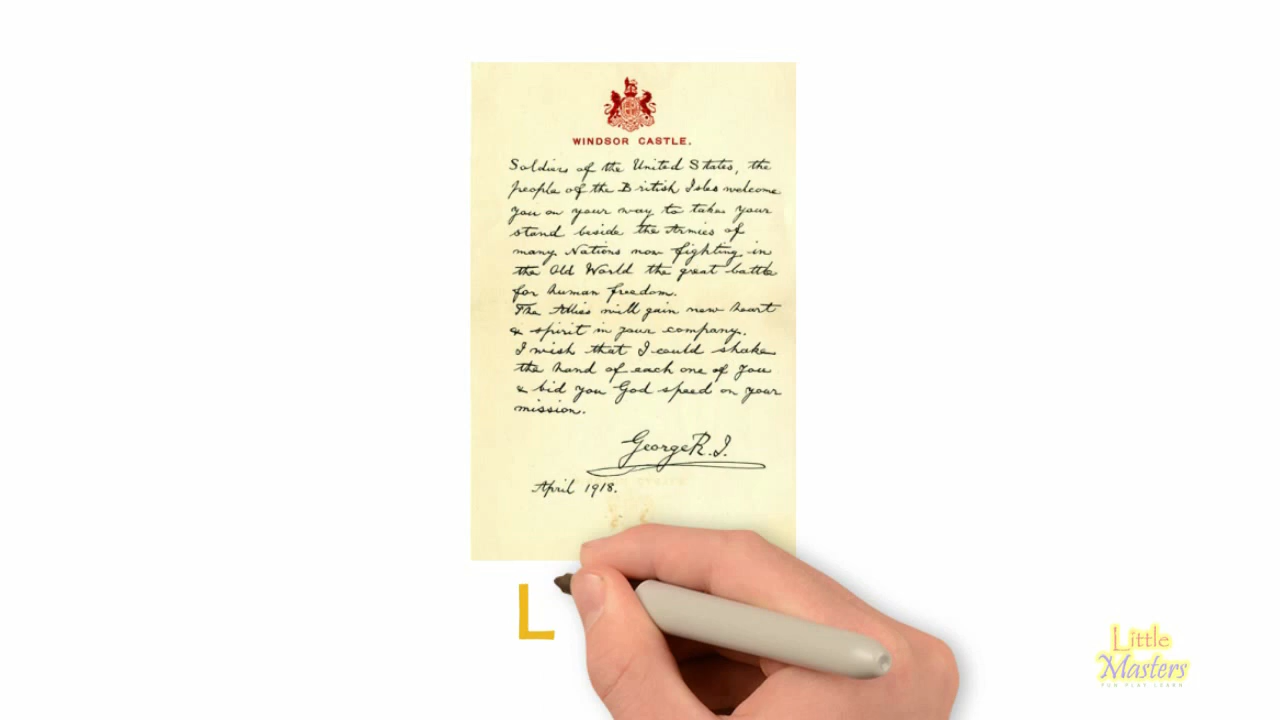 WINDSOR CASTLE.
Soldiers of the United States, the
people of the British Isles welcome
you on your way to take your
stand beside the Armies of
many Nations now fighting in
the Old World the great battle
for human freedom.
The Allies will gain new heart
& spirit in your company.
I wish that I could shake
the hand of each one of you
& bid you God speed on your
mission.
George R.I.
April 1918.
L
Little
Masters
FUN PLAY LEARN